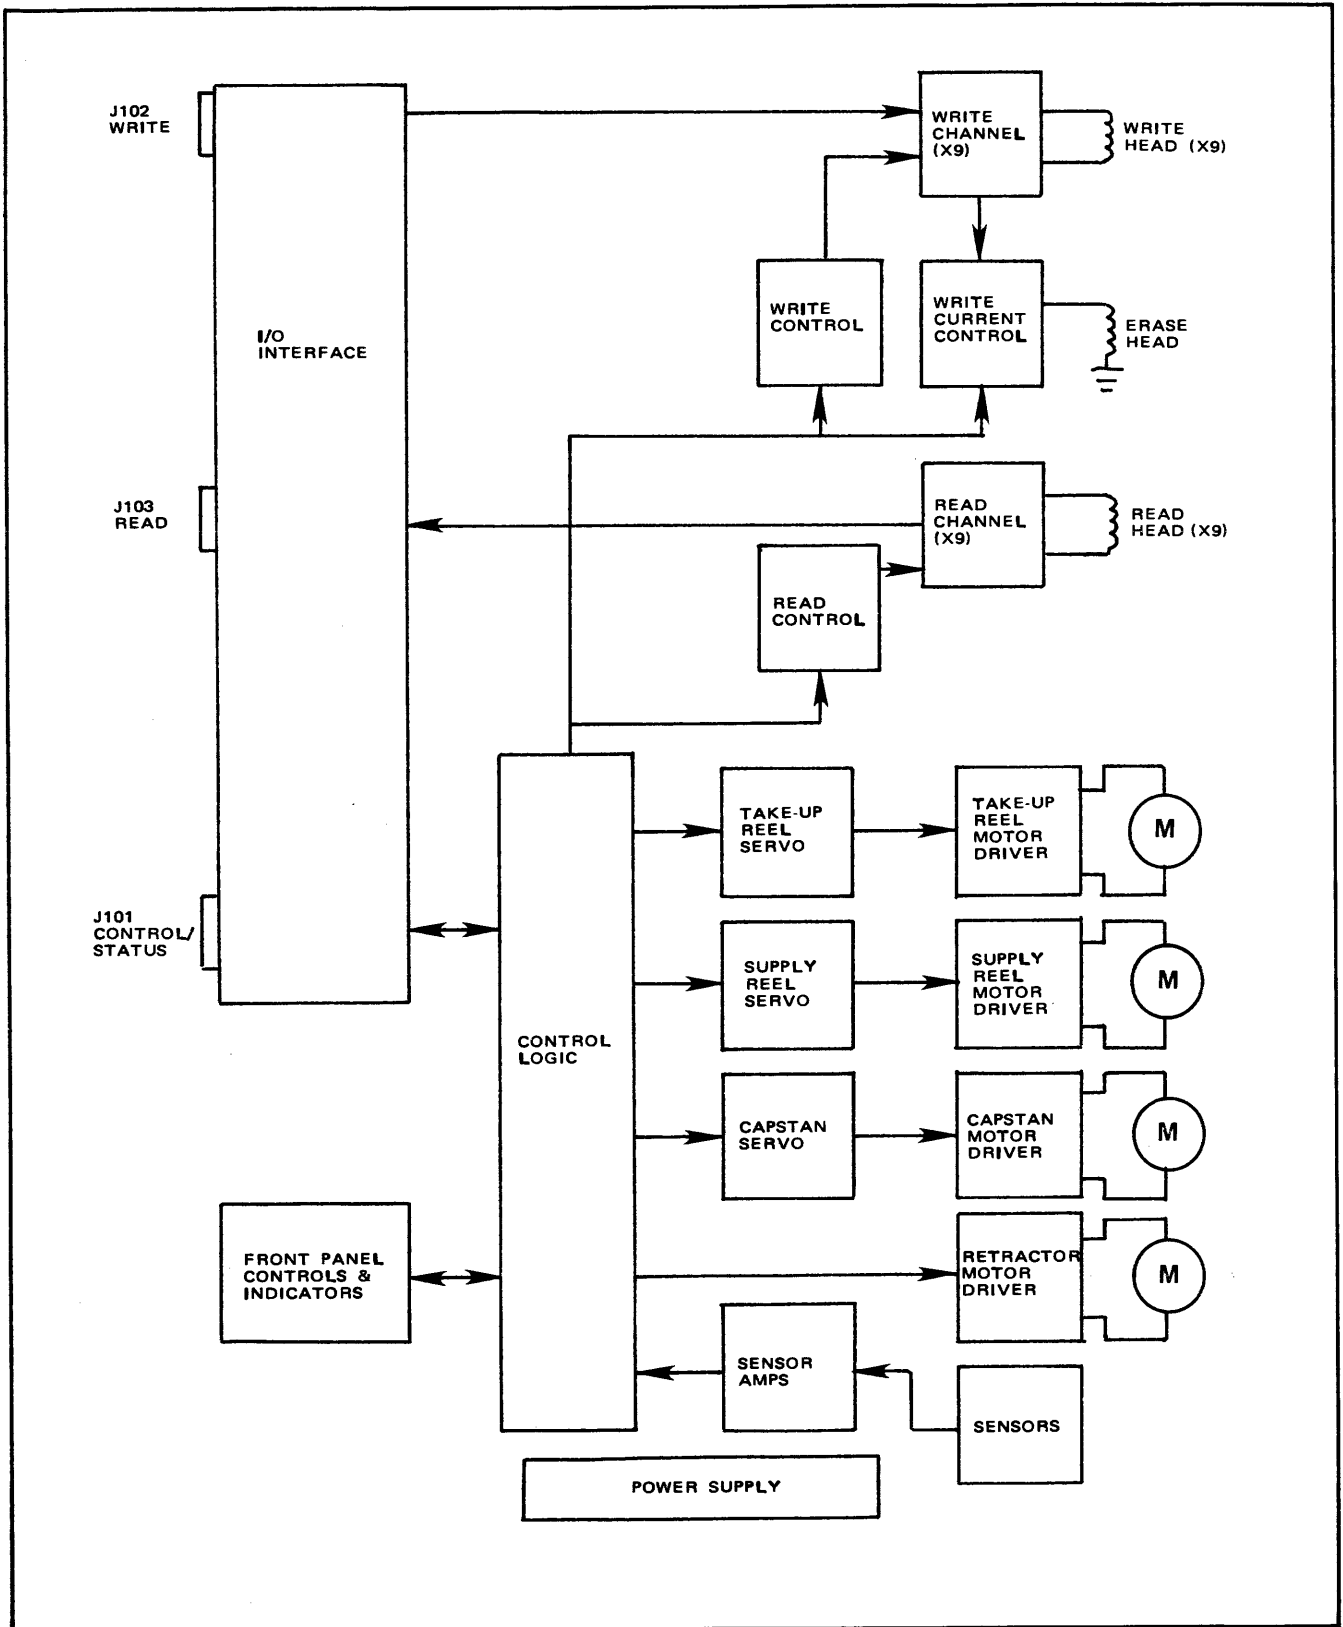 J102
WRITE
WRITE
CHANNEL
(X9)
WRITE
HEAD (X9)
I/O
INTERFACE
WRITE
CONTROL
WRITE
CURRENT
CONTROL
ERASE
HEAD
J103
READ
READ
CHANNEL
(X9)
READ
HEAD (X9)
READ
CONTROL
TAKE-UP
REEL
SERVO
TAKE-UP
REEL
MOTOR
DRIVER
M
J101
CONTROL/
STATUS
SUPPLY
REEL
SERVO
SUPPLY
REEL
MOTOR
DRIVER
M
CONTROL
LOGIC
CAPSTAN
SERVO
CAPSTAN
MOTOR
DRIVER
M
FRONT PANEL
CONTROLS &
INDICATORS
RETRACTOR
MOTOR
DRIVER
M
SENSOR
AMPS
SENSORS
POWER SUPPLY